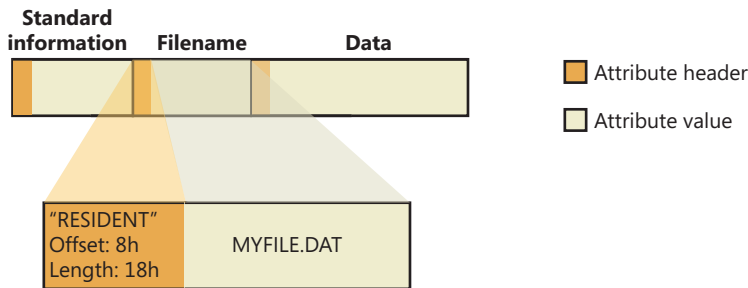 Standard
information Filename Data
Attribute header
Attribute value
“RESIDENT”
Offset: 8h
Length: 18h
MYFILE.DAT